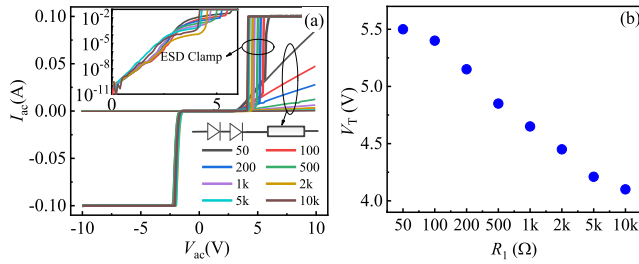 (a)
0.10
0.05
0.00
-0.05
-0.10
I_ac(A)
10^-2
10^-5
10^-8
10^-11
0
5
ESD Clamp
50
100
200
500
1k
2k
5k
10k
-10
-5
0
5
10
V_ac(V)
(b)
5.5
5.0
4.5
4.0
V_T (V)
50 100 200 500 1k 2k 5k 10k
R_1 (Ω)